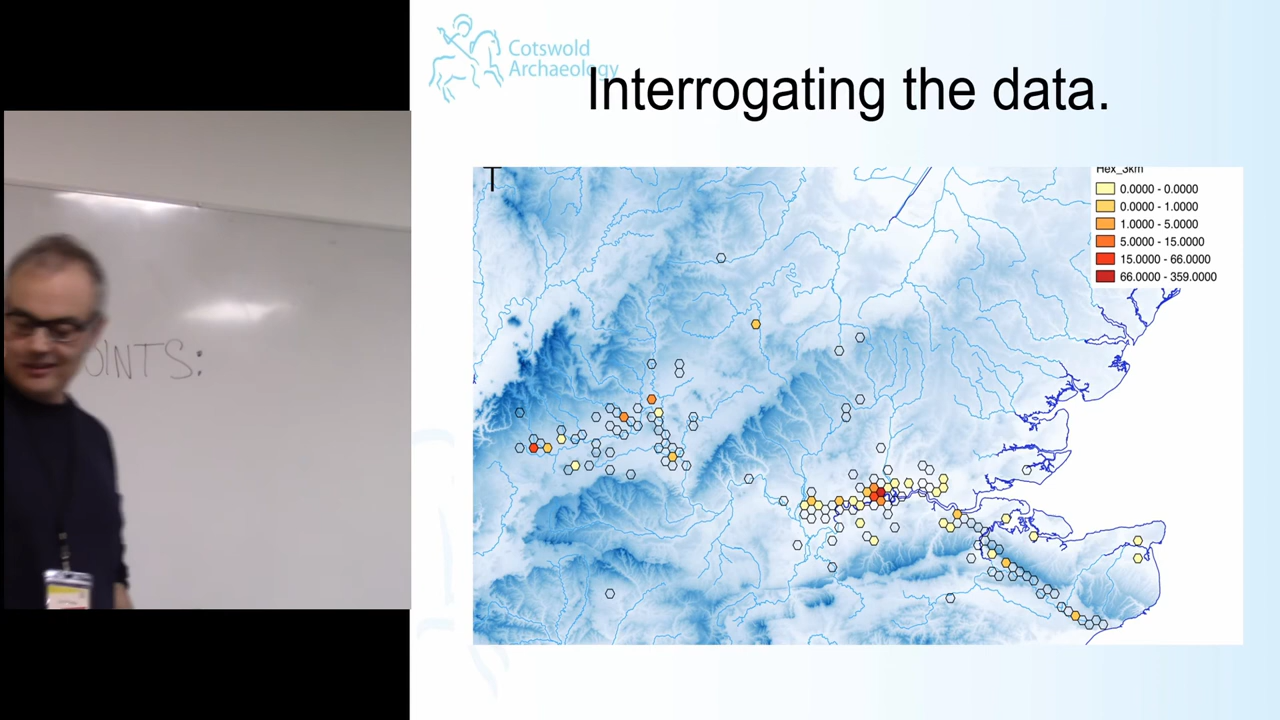 OINTS:
Cotswold
Archaeology
Interrogating the data.
T
Hex_3km
0.0000 - 0.0000
0.0000 - 1.0000
1.0000 - 5.0000
5.0000 - 15.0000
15.0000 - 66.0000
66.0000 - 359.0000